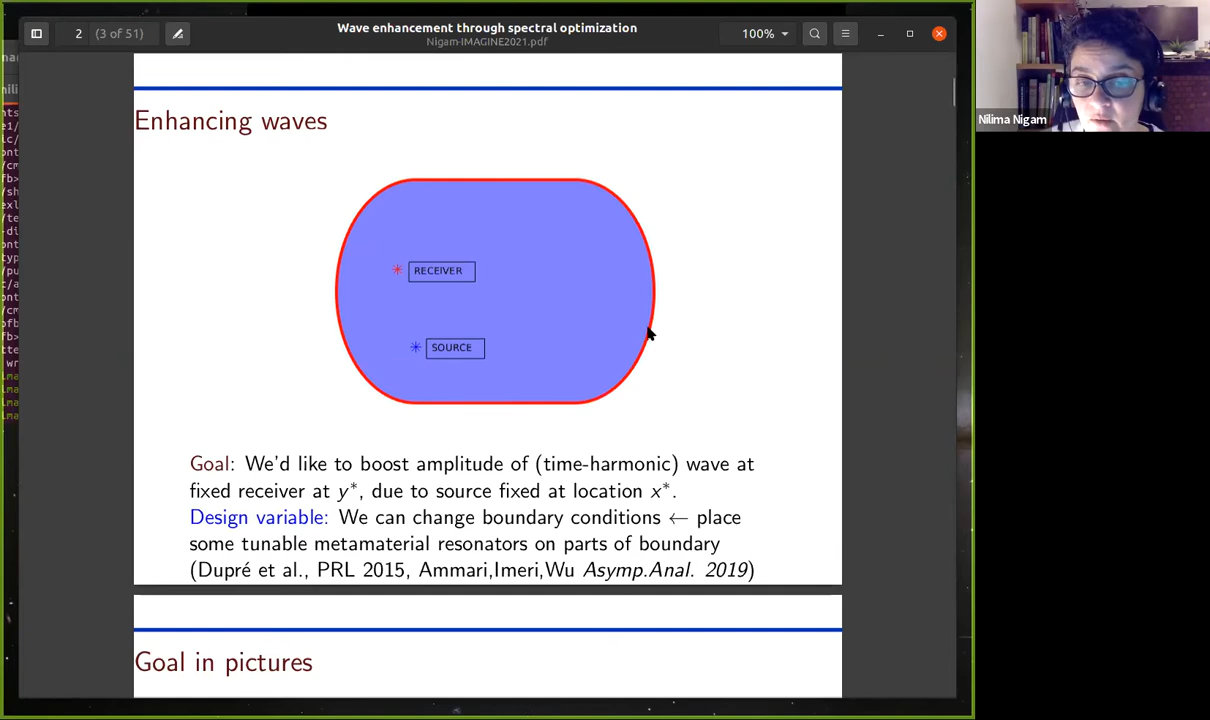 2 (3 of 51)
Wave enhancement through spectral optimization
Nigam-IMAGINE2021.pdf
100%
Enhancing waves
RECEIVER
SOURCE
Goal: We'd like to boost amplitude of (time-harmonic) wave at
fixed receiver at y*, due to source fixed at location x*.
Design variable: We can change boundary conditions ← place
some tunable metamaterial resonators on parts of boundary
(Dupré et al., PRL 2015, Ammari,Imeri,Wu Asymp.Anal. 2019)
Goal in pictures
Nilima Nigam